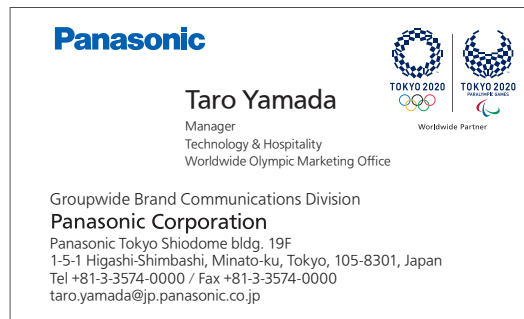 Panasonic
TOKYO 2020
TOKYO 2020
PARALYMPIC GAMES
Worldwide Partner
Taro Yamada
Manager
Technology & Hospitality
Worldwide Olympic Marketing Office
Groupwide Brand Communications Division
Panasonic Corporation
Panasonic Tokyo Shiodome bldg. 19F
1-5-1 Higashi-Shimbashi, Minato-ku, Tokyo, 105-8301, Japan
Tel +81-3-3574-0000 / Fax +81-3-3574-0000
taro.yamada@jp.panasonic.co.jp